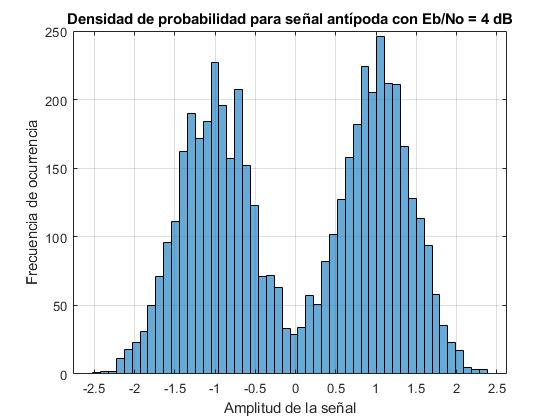 Densidad de probabilidad para señal antípoda con Eb/No = 4 dB
250
200
150
100
50
0
Frecuencia de ocurrencia
-2.5 -2 -1.5 -1 -0.5 0 0.5 1 1.5 2 2.5
Amplitud de la señal